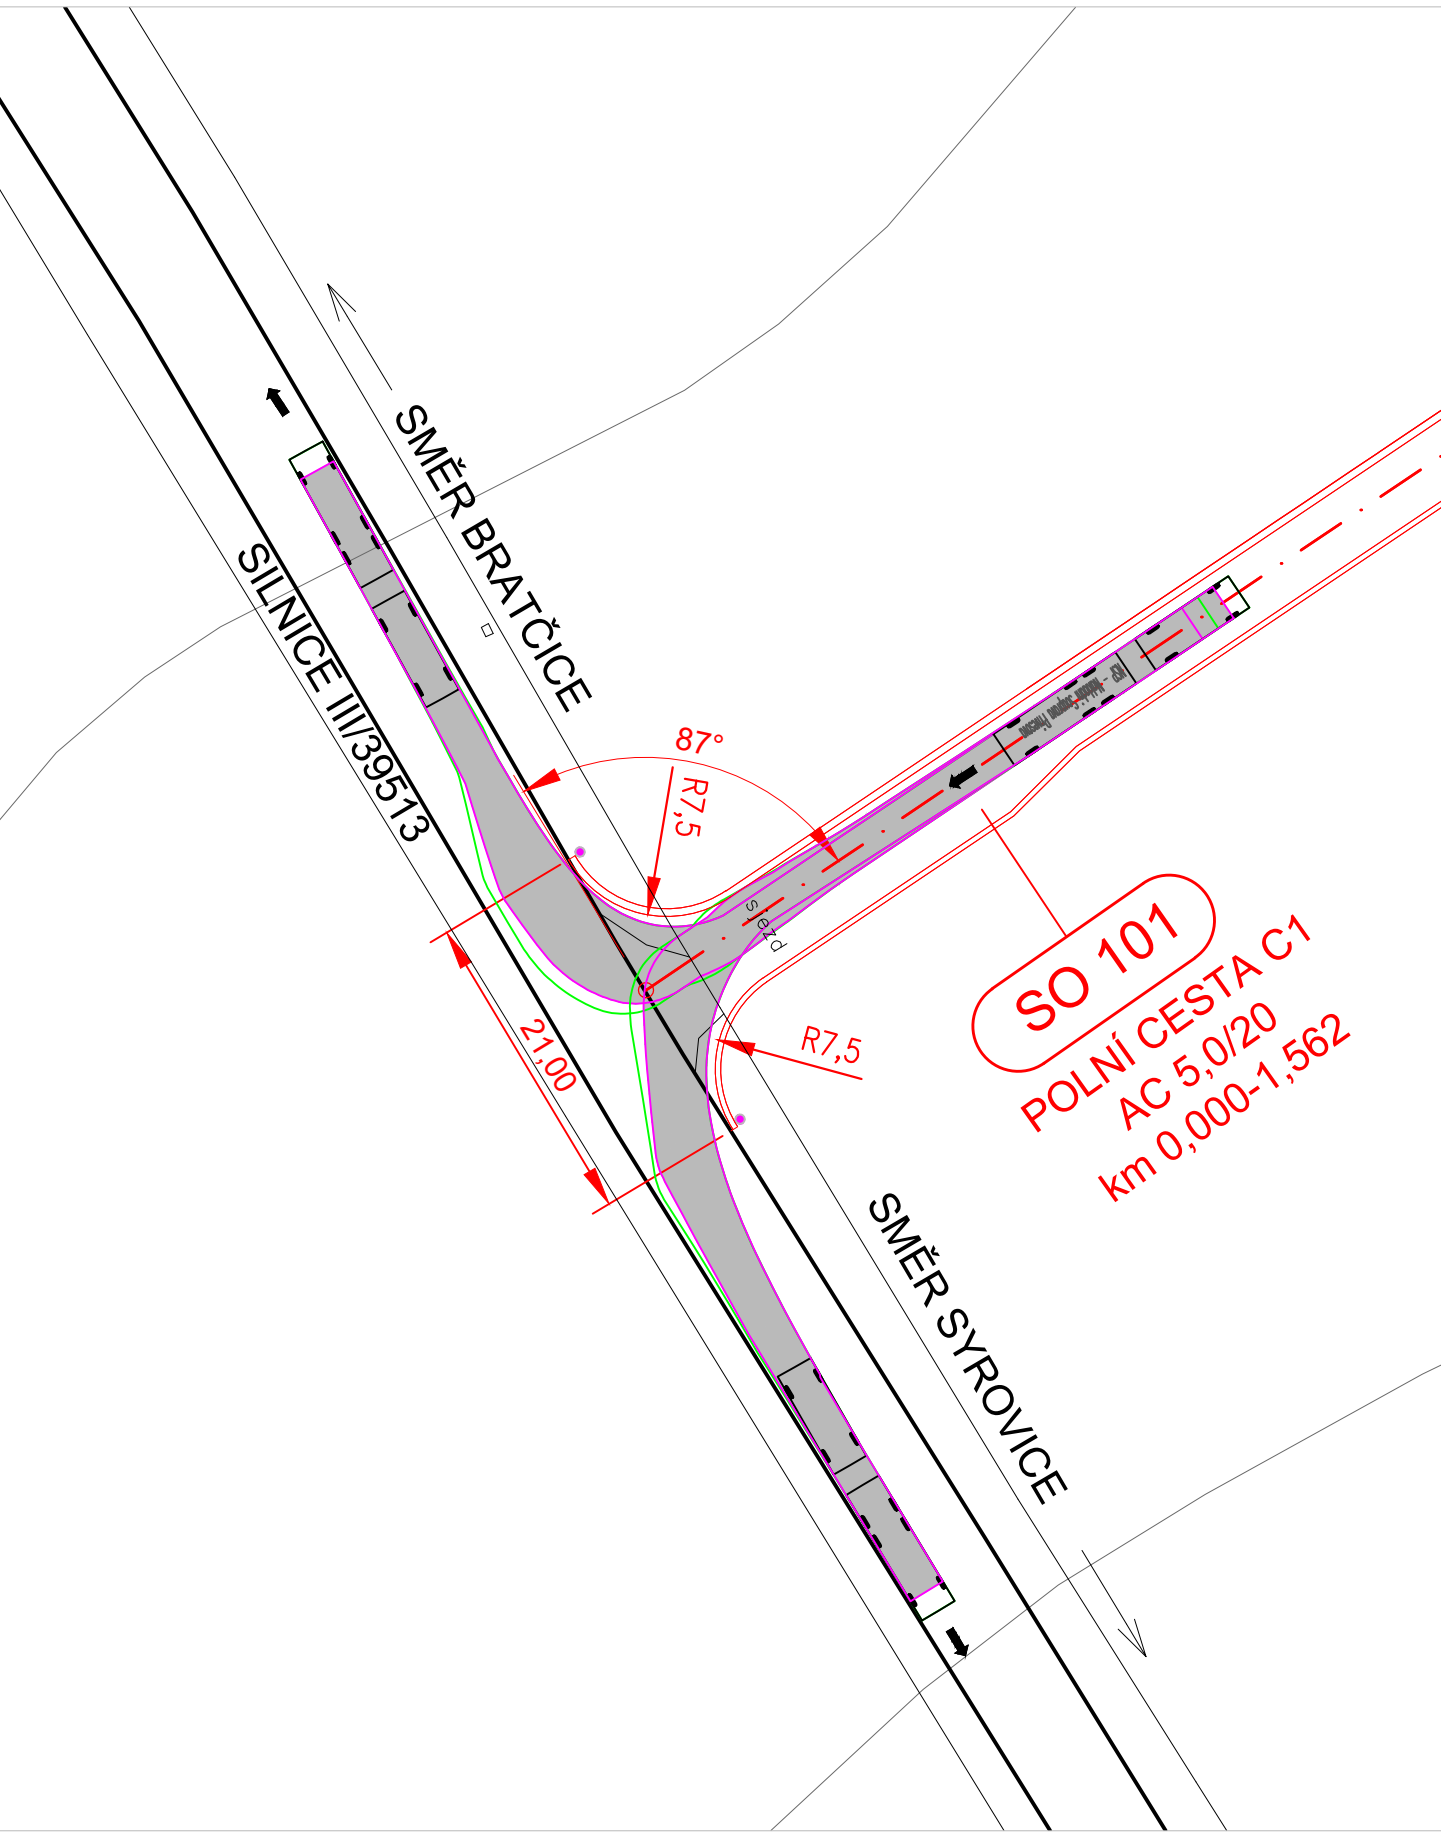 SMĚR BRATČICE
SILNICE III/39513
87°
R7,5
sjezd
21,00
R7,5
SO 101
POLNÍ CESTA C1
AC 5,0/20
km 0,000-1,562
SMĚR SYROVICE